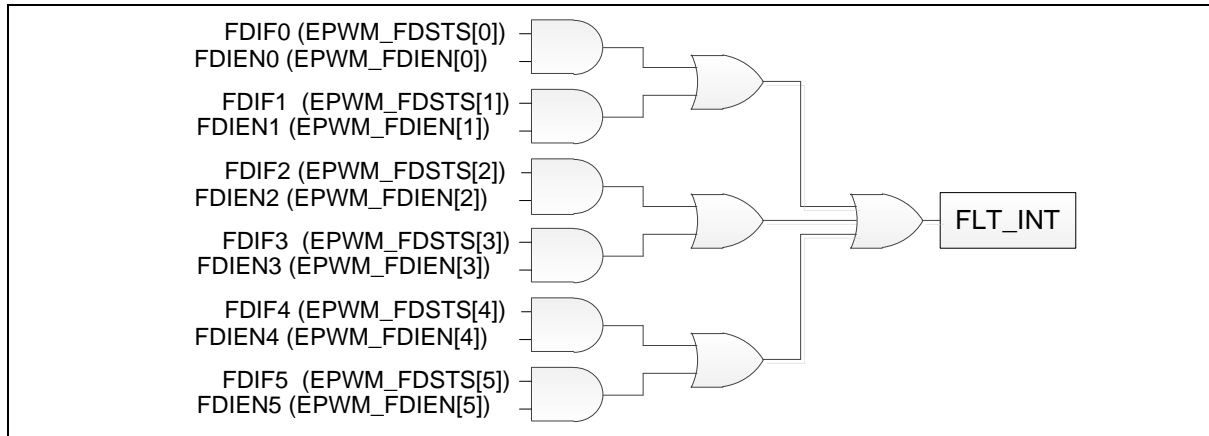 FDIF0 (EPWM_FDSTS[0])
FDIEN0 (EPWM_FDIEN[0])
FDIF1 (EPWM_FDSTS[1])
FDIEN1 (EPWM_FDIEN[1])
FDIF2 (EPWM_FDSTS[2])
FDIEN2 (EPWM_FDIEN[2])
FDIF3 (EPWM_FDSTS[3])
FDIEN3 (EPWM_FDIEN[3])
FDIF4 (EPWM_FDSTS[4])
FDIEN4 (EPWM_FDIEN[4])
FDIF5 (EPWM_FDSTS[5])
FDIEN5 (EPWM_FDIEN[5])
FLT_INT